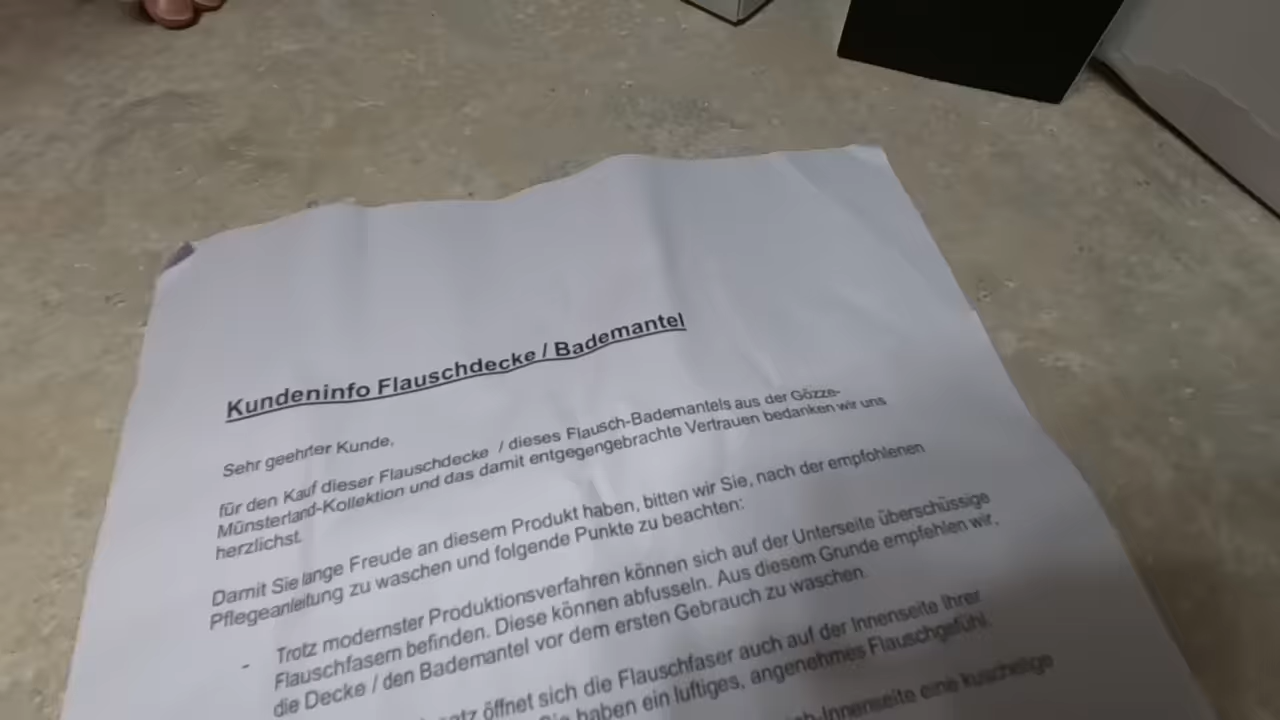 Kundeninfo Flauschdecke / Bademantel
Sehr geehrter Kunde,
für den Kauf dieser Flauschdecke / dieses Flausch-Bademantels aus der Gözze-
Münsterland-Kollektion und das damit entgegengebrachte Vertrauen bedanken wir uns
herzlichst.
Damit Sie lange Freude an diesem Produkt haben, bitten wir Sie, nach der empfohlenen
Pflegeanleitung zu waschen und folgende Punkte zu beachten:
- Trotz modernster Produktionsverfahren können sich auf der Unterseite überschüssige
Flauschfasern befinden. Diese können abfusseln. Aus diesem Grunde empfehlen wir,
die Decke / den Bademantel vor dem ersten Gebrauch zu waschen.
öffnet sich die Flauschfaser auch auf der Innenseite Ihrer
haben ein luftiges, angenehmes Flauschgefühl.
-Innenseite eine kuschelige